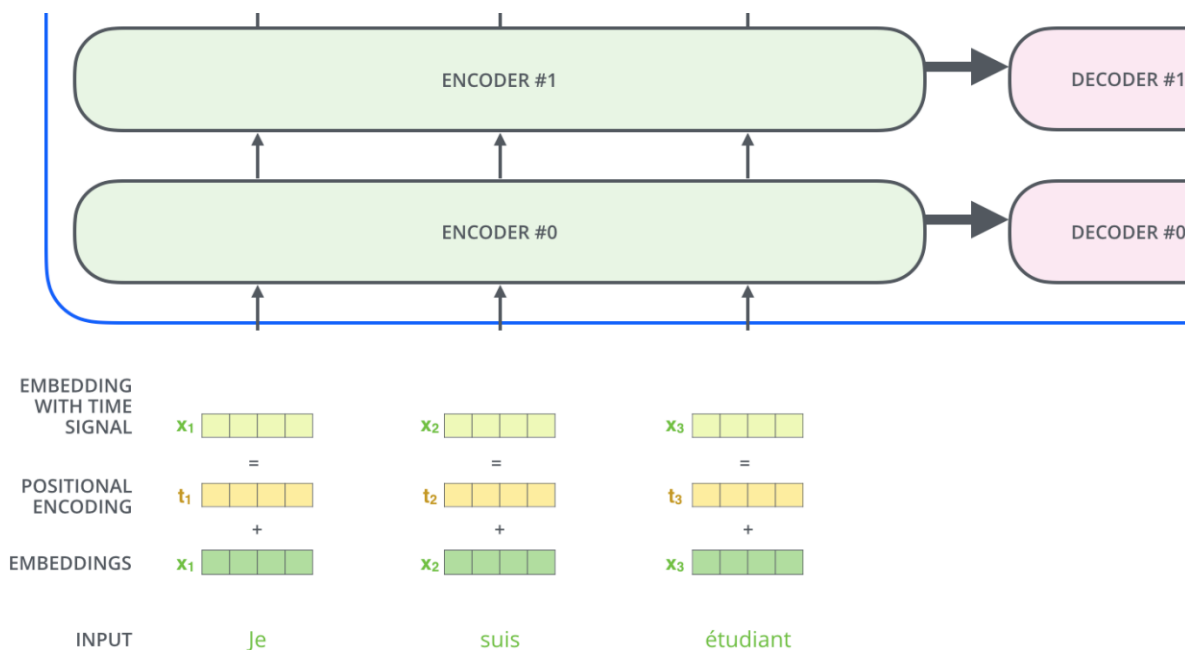 ENCODER #1
DECODER #1
ENCODER #0
DECODER #0
EMBEDDING
WITH TIME
SIGNAL
x₁
x₂
x₃
=
=
=
POSITIONAL
ENCODING
t₁
t₂
t₃
+
+
+
EMBEDDINGS
x₁
x₂
x₃
INPUT
Je
suis
étudiant